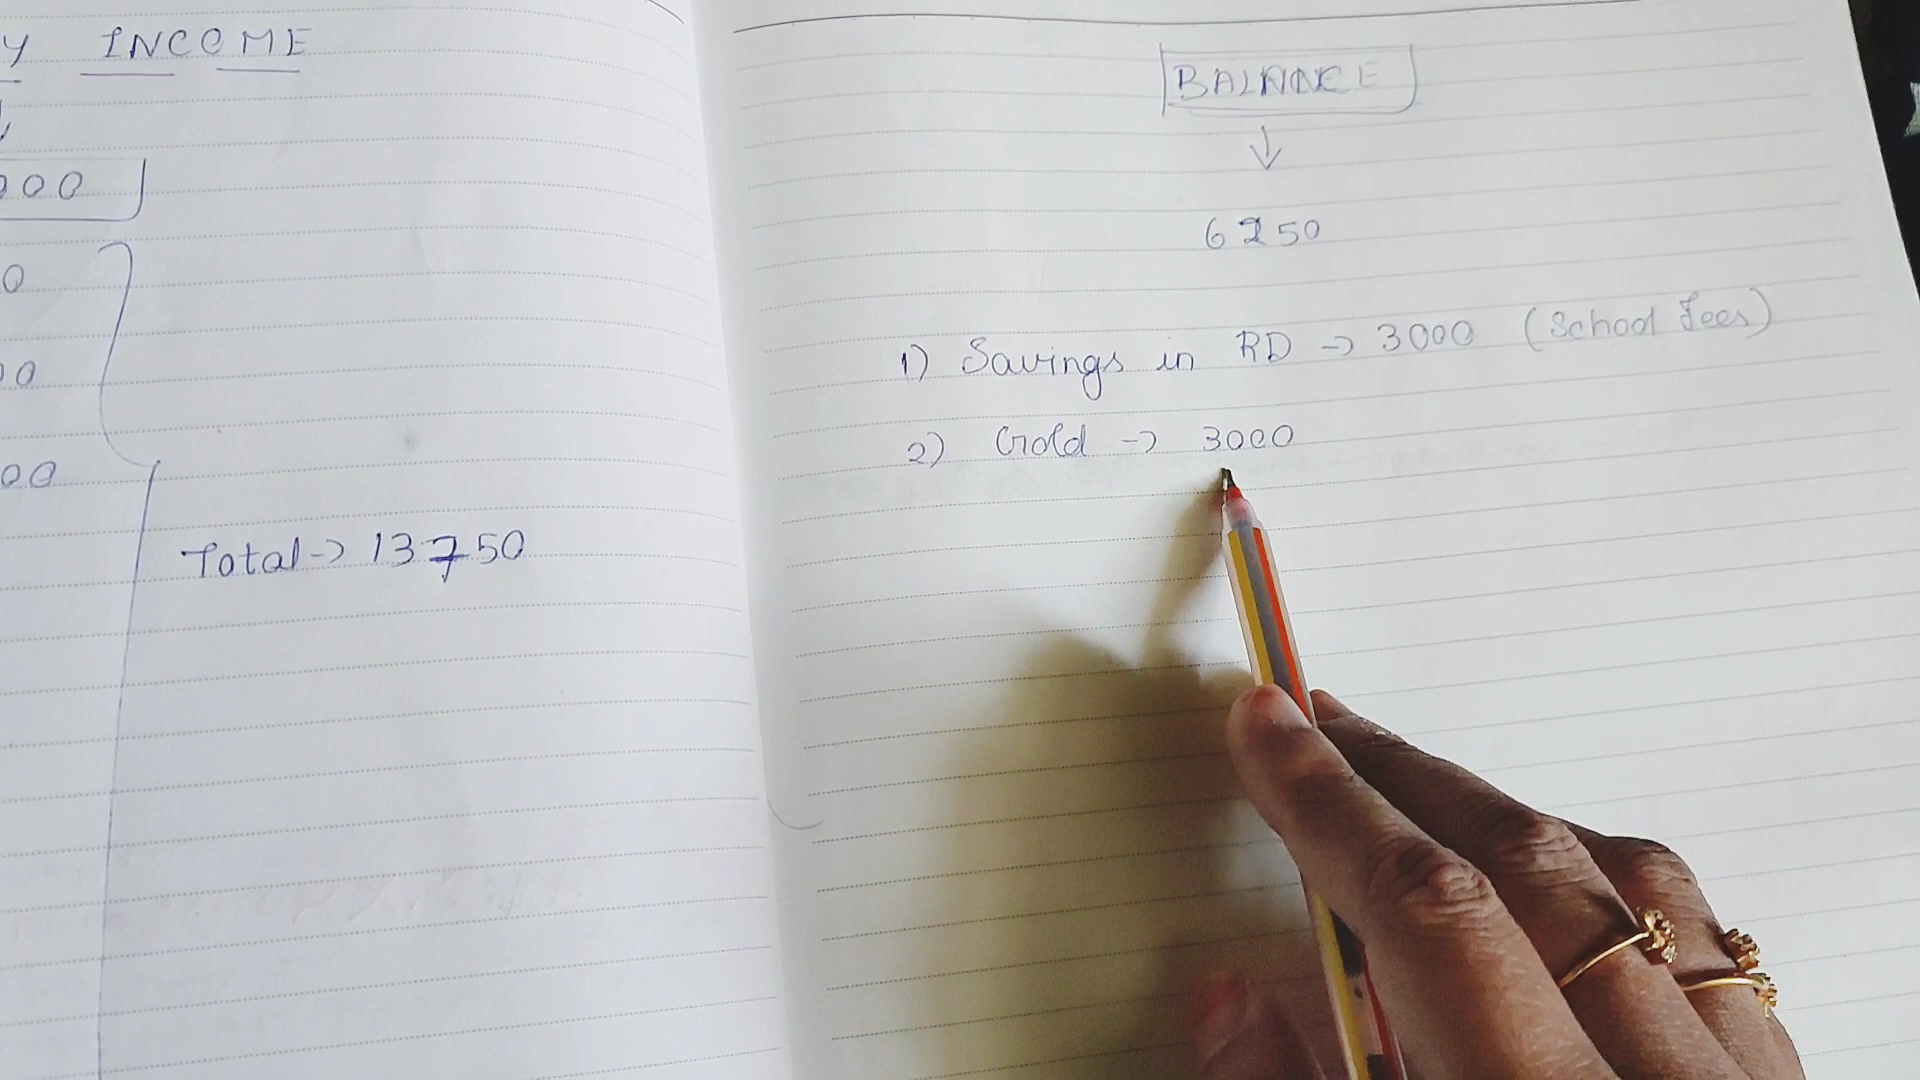 Y INCOME
000
0
00
00
Total -> 13750
BALANCE
↓
6250
1) Savings in RD -> 3000 (School fees)
2) Gold -> 3000